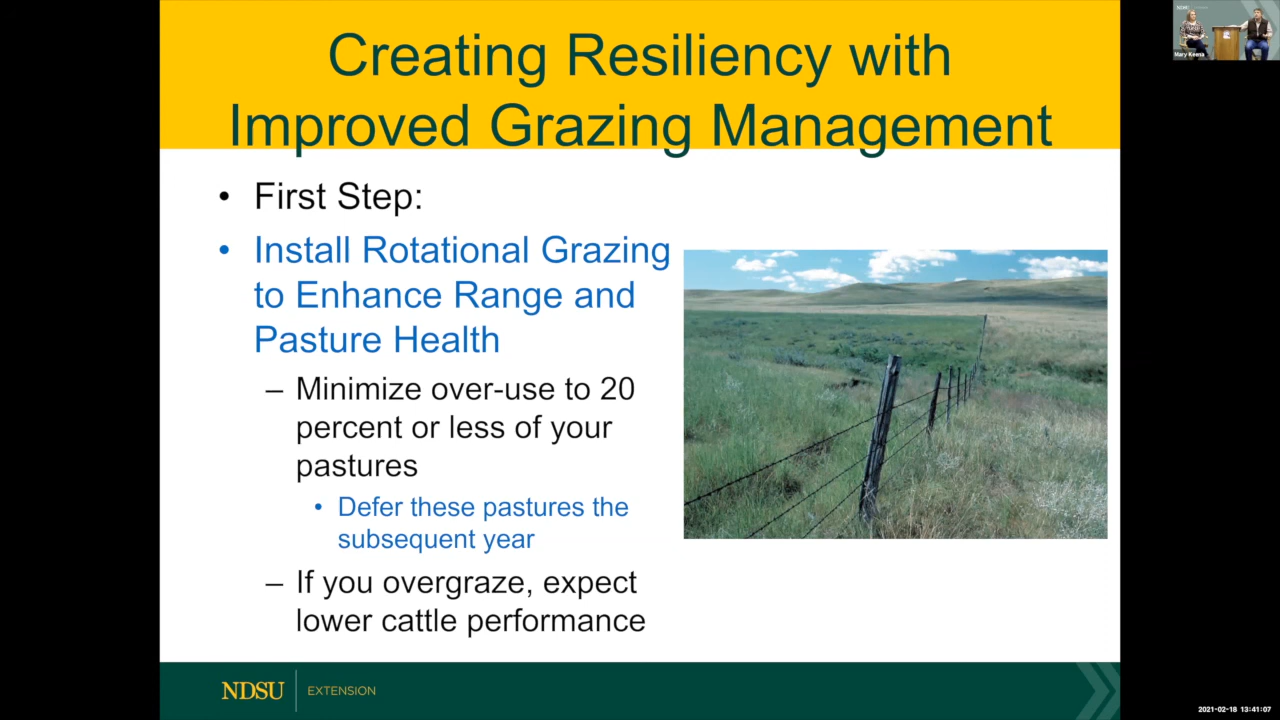 Creating Resiliency with
Improved Grazing Management
• First Step:
• Install Rotational Grazing
to Enhance Range and
Pasture Health
– Minimize over-use to 20
percent or less of your
pastures
• Defer these pastures the
subsequent year
– If you overgraze, expect
lower cattle performance
NDSU EXTENSION
Mary Keena
2021-02-18 13:41:07